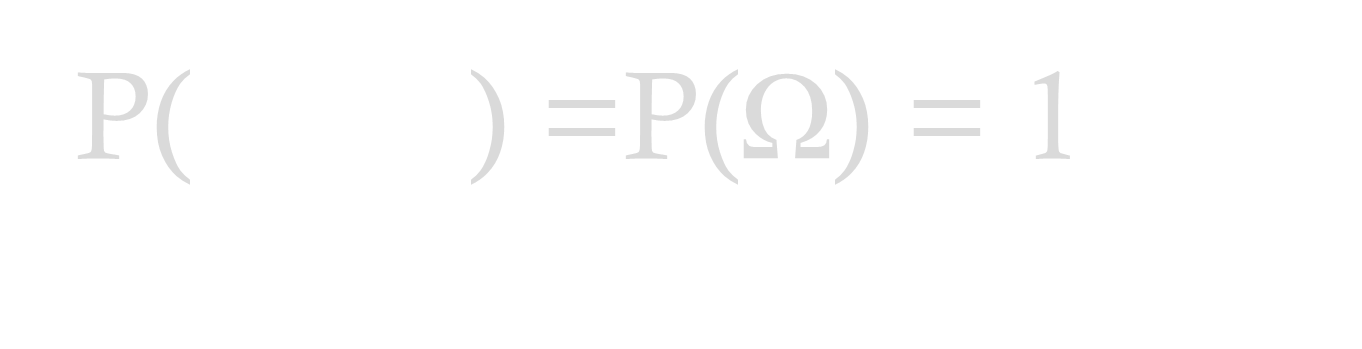 P( ) =P(Ω) = 1